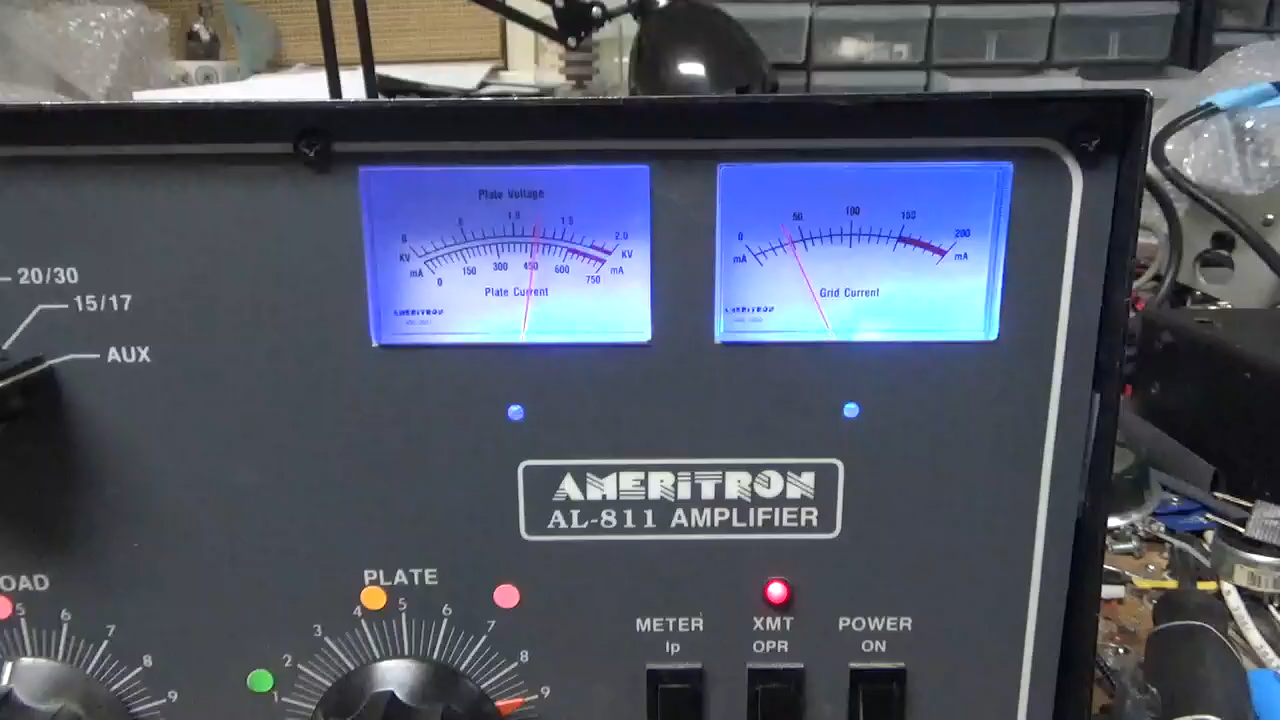 20/30
15/17
AUX
Plate Voltage
0 .5 1.0 1.5 2.0
KV KV
mA 0 150 300 450 600 750 mA
Plate Current
AMERITRON
0 50 100 150 200
mA mA
Grid Current
AMERITRON
AMERITRON
AL-811 AMPLIFIER
OAD
5 6 7 8 9
PLATE
1 2 3 4 5 6 7 8 9
METER
Ip
XMT
OPR
POWER
ON